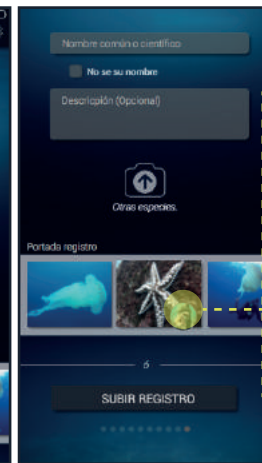 Nombre común o científico
No se su nombre
Descripción (Opcional)
Otras especies.
Portada registro
ó
SUBIR REGISTRO